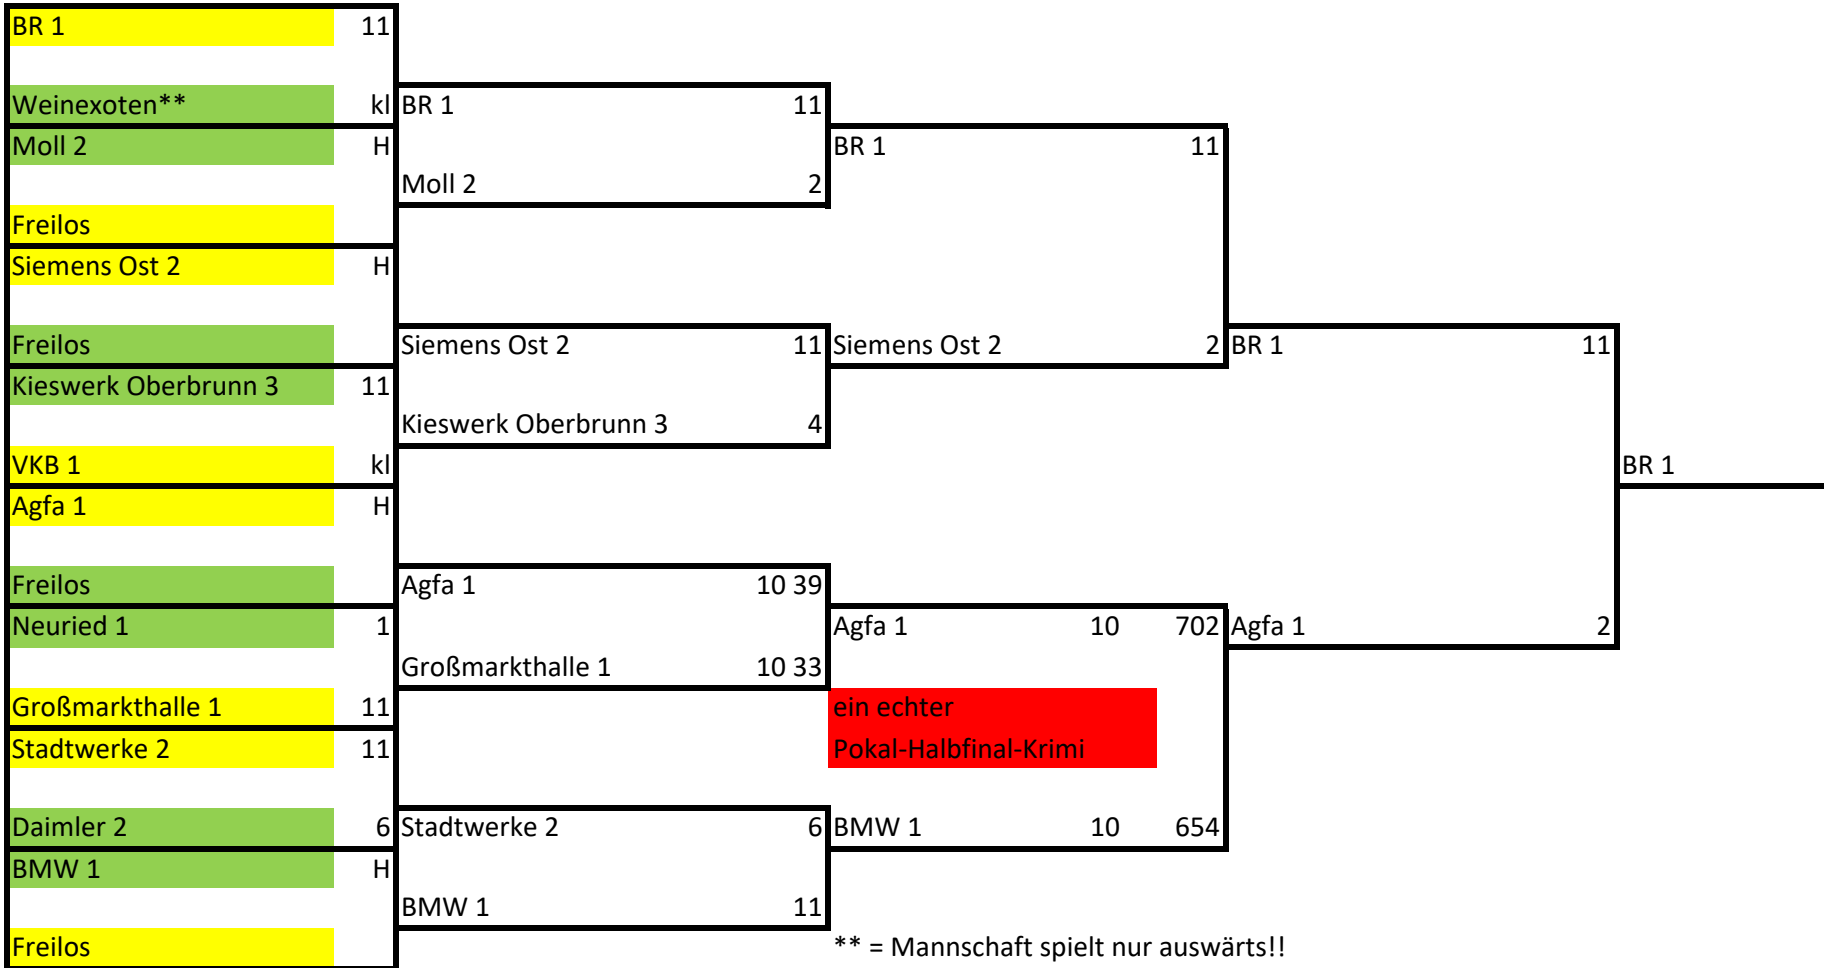 BR 1 11
Weinexoten** kl BR 1 11
Moll 2 H BR 1 11
Moll 2 2
Freilos
Siemens Ost 2 H
Freilos Siemens Ost 2 11 Siemens Ost 2 2 BR 1 11
Kieswerk Oberbrunn 3 11
Kieswerk Oberbrunn 3 4
VKB 1 kl BR 1
Agfa 1 H
Freilos Agfa 1 10 39
Neuried 1 1 Agfa 1 10 702 Agfa 1 2
Großmarkthalle 1 10 33
Großmarkthalle 1 11 ein echter
Stadtwerke 2 11 Pokal-Halbfinal-Krimi
Daimler 2 6 Stadtwerke 2 6 BMW 1 10 654
BMW 1 H
BMW 1 11
Freilos ** = Mannschaft spielt nur auswärts!!